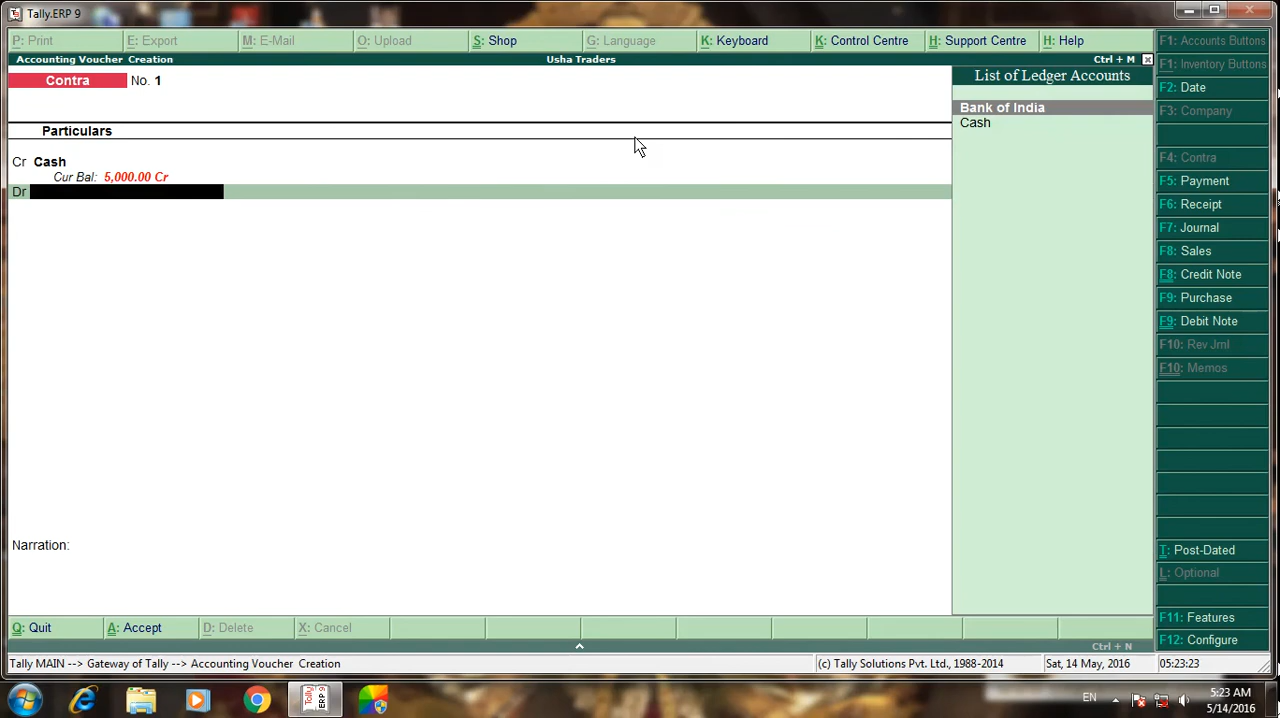 Tally.ERP 9
P: Print
E: Export
M: E-Mail
O: Upload
S: Shop
G: Language
K: Keyboard
K: Control Centre
H: Support Centre
H: Help
F1: Accounts Buttons
Accounting Voucher Creation
Usha Traders
Ctrl + M
F1: Inventory Buttons
Contra No. 1
List of Ledger Accounts
F2: Date
Bank of India
F3: Company
Cash
Particulars
F4: Contra
Cr Cash
Cur Bal: 5,000.00 Cr
F5: Payment
Dr
F6: Receipt
F7: Journal
F8: Sales
F8: Credit Note
F9: Purchase
F9: Debit Note
F10: Rev Jrnl
F10: Memos
Narration:
T: Post-Dated
L: Optional
F11: Features
Q: Quit
A: Accept
D: Delete
X: Cancel
F12: Configure
Ctrl + N
Tally MAIN --> Gateway of Tally --> Accounting Voucher Creation
(c) Tally Solutions Pvt. Ltd., 1988-2014
Sat, 14 May, 2016
05:23:23
Tally
ERP 9
EN
5:23 AM
5/14/2016